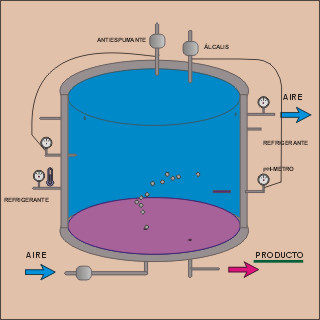 ANTIESPUMANTE
ÁLCALIS
AIRE
REFRIGERANTE
pH-METRO
REFRIGERANTE
AIRE
PRODUCTO